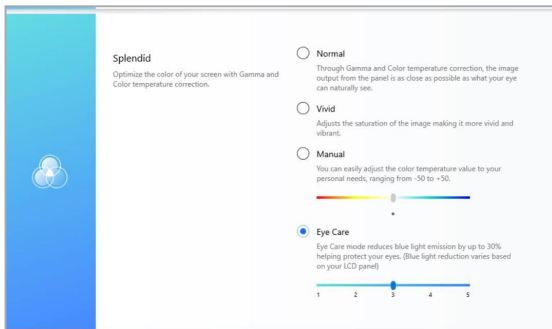 Splendid
Optimize the color of your screen with Gamma and
Color temperature correction.
Normal
Through Gamma and Color temperature correction, the image
output from the panel is as close as possible as what your eye
can naturally see.
Vivid
Adjusts the saturation of the image making it more vivid and
vibrant.
Manual
You can easily adjust the color temperature value to your
personal needs, ranging from -50 to +50.
Eye Care
Eye Care mode reduces blue light emission by up to 30%
helping protect your eyes. (Blue light reduction varies based
on your LCD panel)
1 2 3 4 5